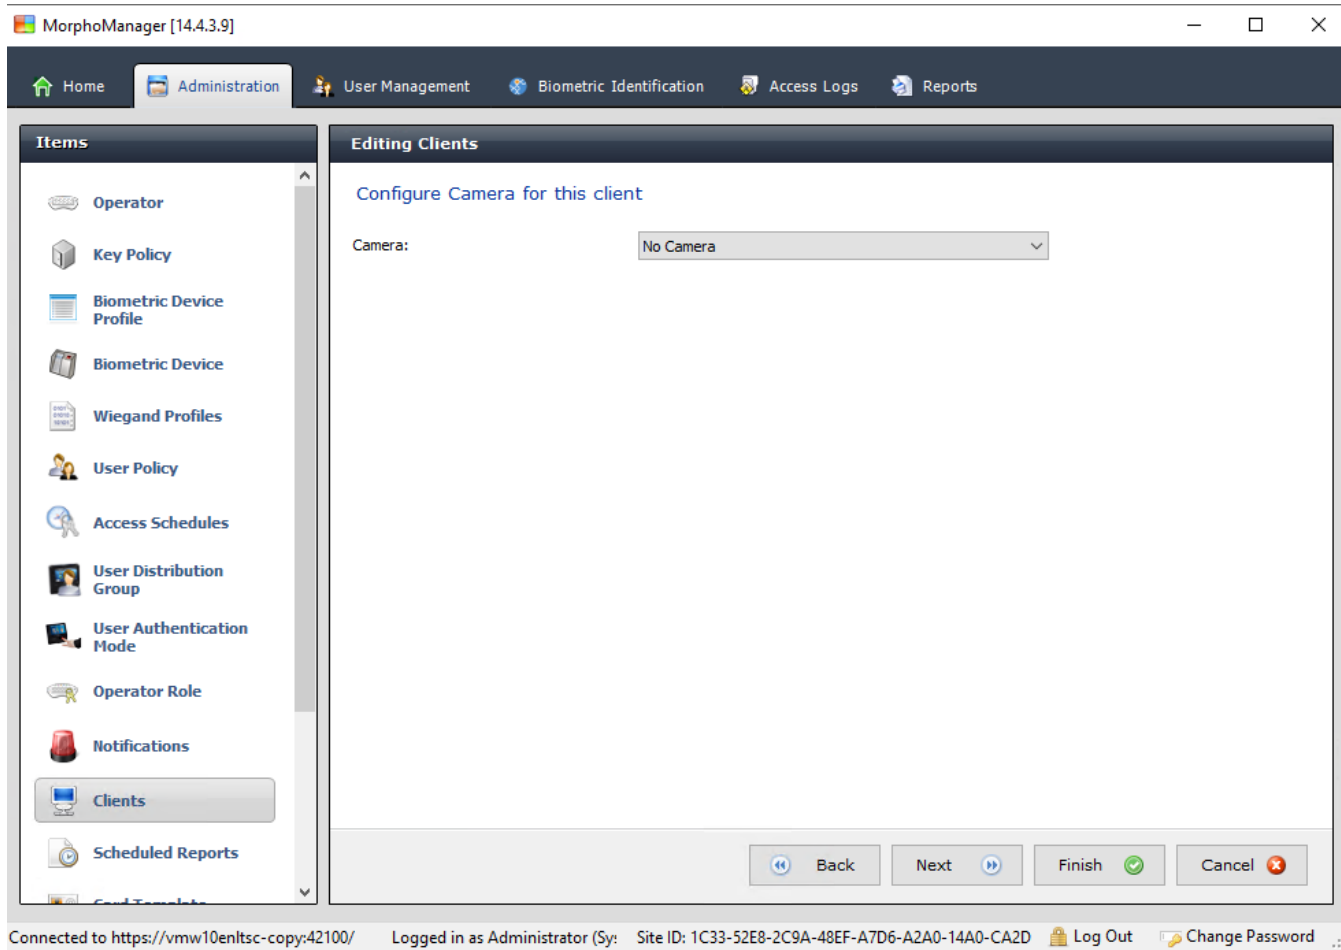 MorphoManager [14.4.3.9]
Home
Administration
User Management
Biometric Identification
Access Logs
Reports
Items
Operator
Key Policy
Biometric Device
Profile
Biometric Device
Wiegand Profiles
User Policy
Access Schedules
User Distribution
Group
User Authentication
Mode
Operator Role
Notifications
Clients
Scheduled Reports
Card Template
Editing Clients
Configure Camera for this client
Camera:
No Camera
Back
Next
Finish
Cancel
Connected to https://vmw10enltsc-copy:42100/
Logged in as Administrator (Sy:
Site ID: 1C33-52E8-2C9A-48EF-A7D6-A2A0-14A0-CA2D
Log Out
Change Password